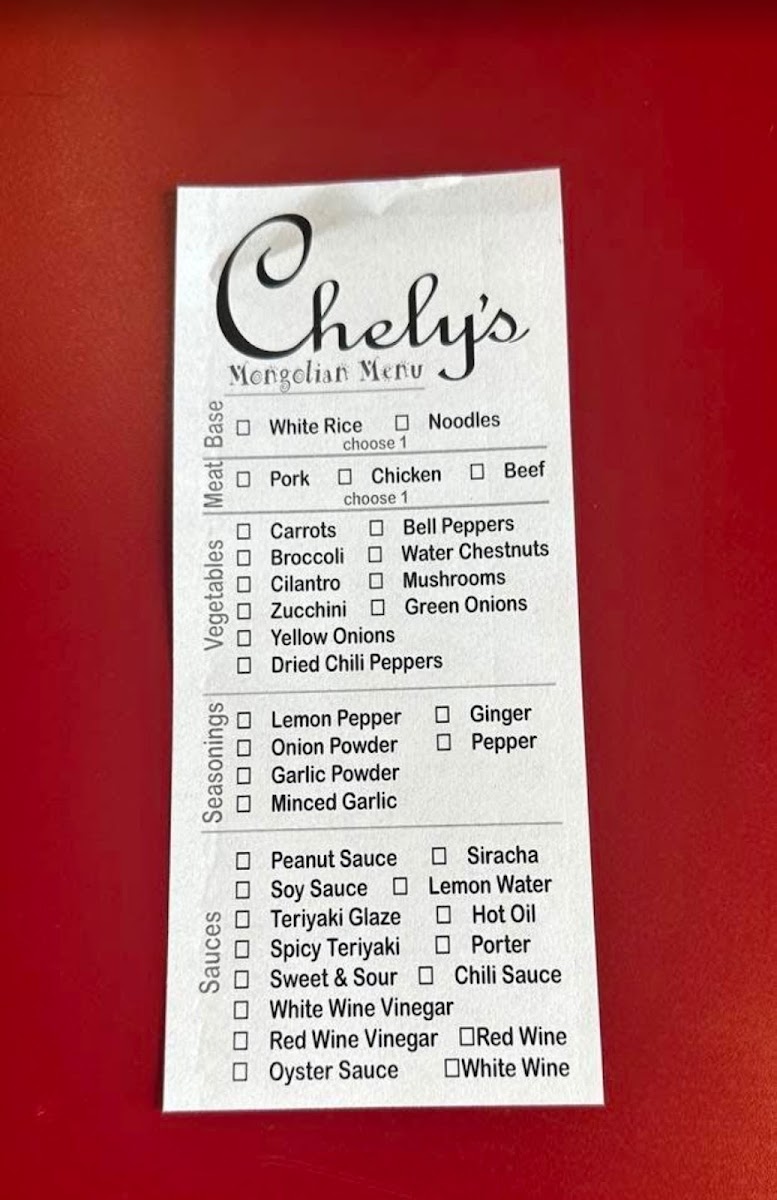 Chely's
Mongolian Menu
Base
☐ White Rice ☐ Noodles
choose 1
Meat
☐ Pork ☐ Chicken ☐ Beef
choose 1
Vegetables
☐ Carrots ☐ Bell Peppers
☐ Broccoli ☐ Water Chestnuts
☐ Cilantro ☐ Mushrooms
☐ Zucchini ☐ Green Onions
☐ Yellow Onions
☐ Dried Chili Peppers
Seasonings
☐ Lemon Pepper ☐ Ginger
☐ Onion Powder ☐ Pepper
☐ Garlic Powder
☐ Minced Garlic
Sauces
☐ Peanut Sauce ☐ Siracha
☐ Soy Sauce ☐ Lemon Water
☐ Teriyaki Glaze ☐ Hot Oil
☐ Spicy Teriyaki ☐ Porter
☐ Sweet & Sour ☐ Chili Sauce
☐ White Wine Vinegar
☐ Red Wine Vinegar ☐Red Wine
☐ Oyster Sauce ☐White Wine